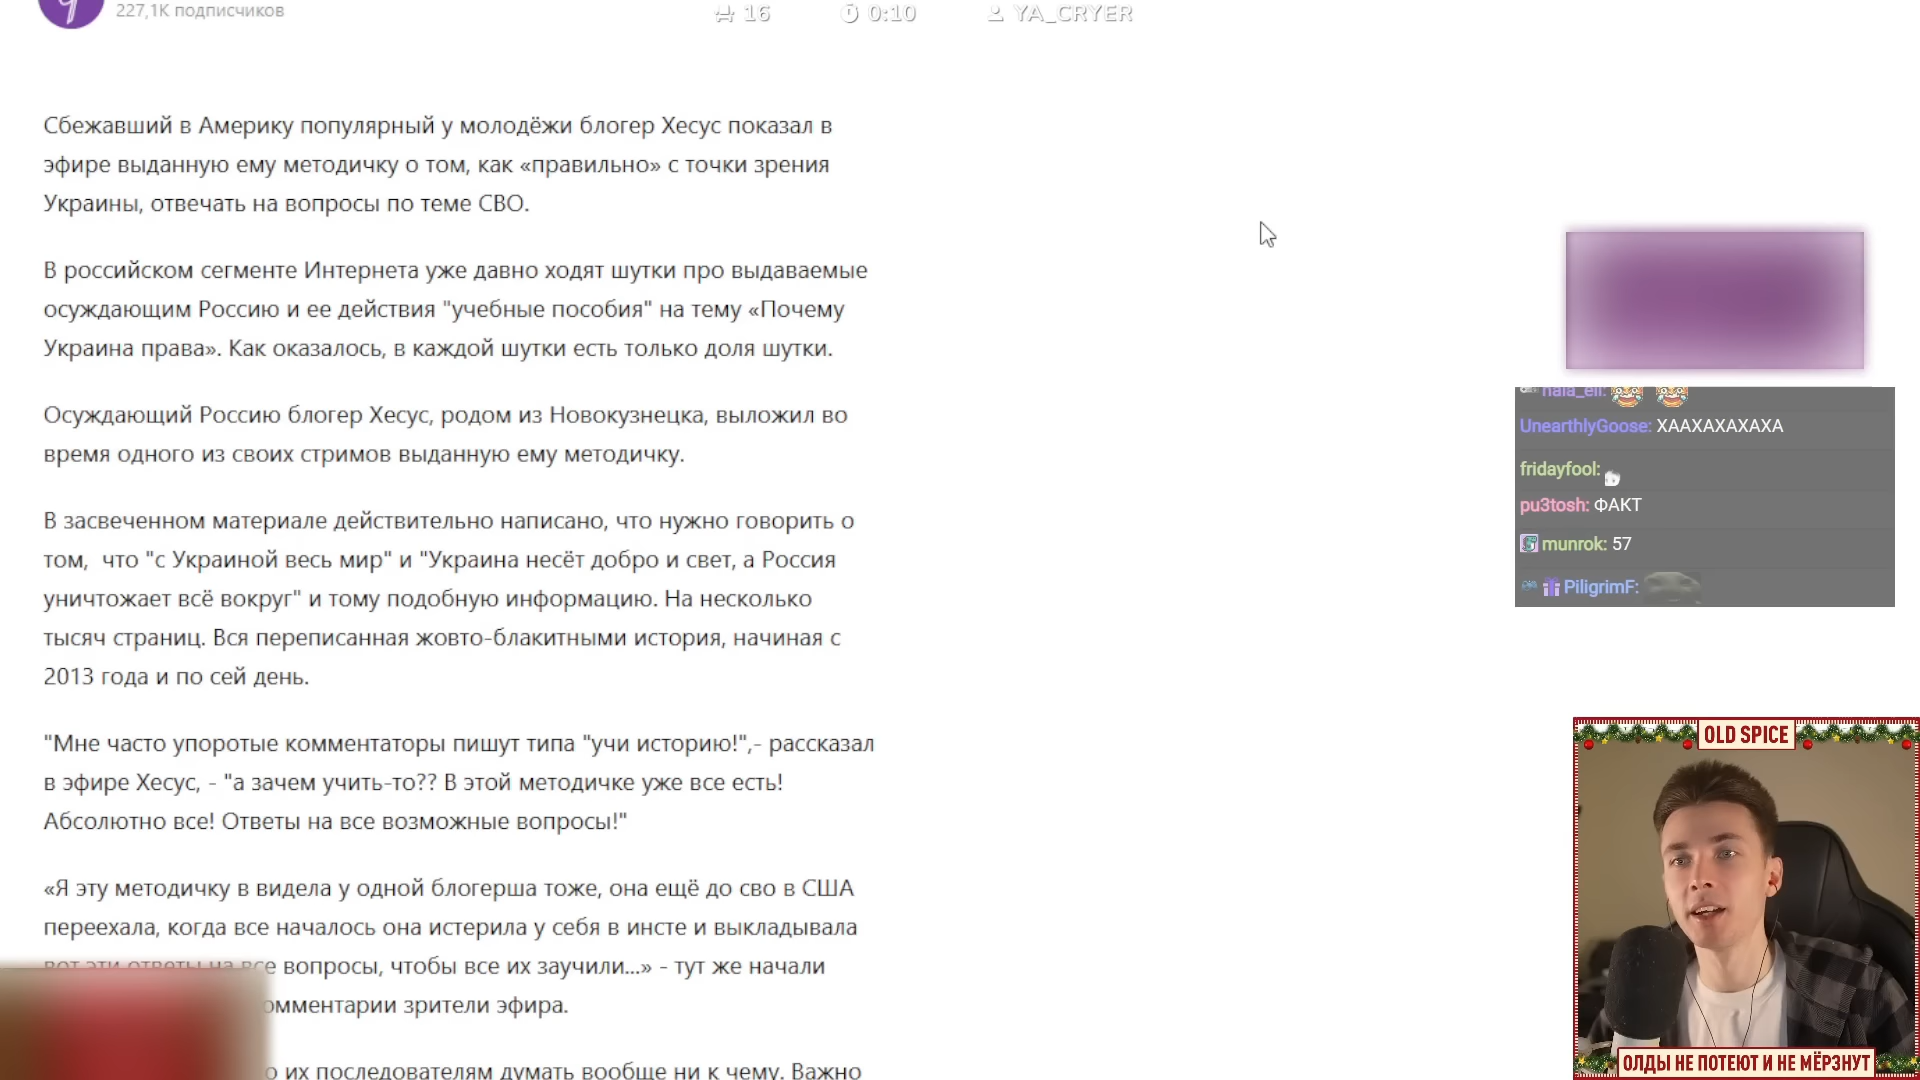 227,1K подписчиков
16
0:10
YA_CRYER
Сбежавший в Америку популярный у молодёжи блогер Хесус показал в
эфире выданную ему методичку о том, как «правильно» с точки зрения
Украины, отвечать на вопросы по теме СВО.
В российском сегменте Интернета уже давно ходят шутки про выдаваемые
осуждающим Россию и ее действия "учебные пособия" на тему «Почему
Украина права». Как оказалось, в каждой шутки есть только доля шутки.
Осуждающий Россию блогер Хесус, родом из Новокузнецка, выложил во
время одного из своих стримов выданную ему методичку.
В засвеченном материале действительно написано, что нужно говорить о
том,  что "с Украиной весь мир" и "Украина несёт добро и свет, а Россия
уничтожает всё вокруг" и тому подобную информацию. На несколько
тысяч страниц. Вся переписанная жовто-блакитными история, начиная с
2013 года и по сей день.
"Мне часто упоротые комментаторы пишут типа "учи историю!",- рассказал
в эфире Хесус, - "а зачем учить-то?? В этой методичке уже все есть!
Абсолютно все! Ответы на все возможные вопросы!"
«Я эту методичку в видела у одной блогерша тоже, она ещё до сво в США
переехала, когда все началось она истерила у себя в инсте и выкладывала
вот эти ответы на все вопросы, чтобы все их заучили...» - тут же начали
омментарии зрители эфира.
о их последователям думать вообще ни к чему. Важно
UnearthlyGoose: ХААХАХАХАХА
fridayfool:
pu3tosh: ФАКТ
munrok: 57
PiligrimF:
OLD SPICE
ОЛДЫ НЕ ПОТЕЮТ И НЕ МЁРЗНУТ